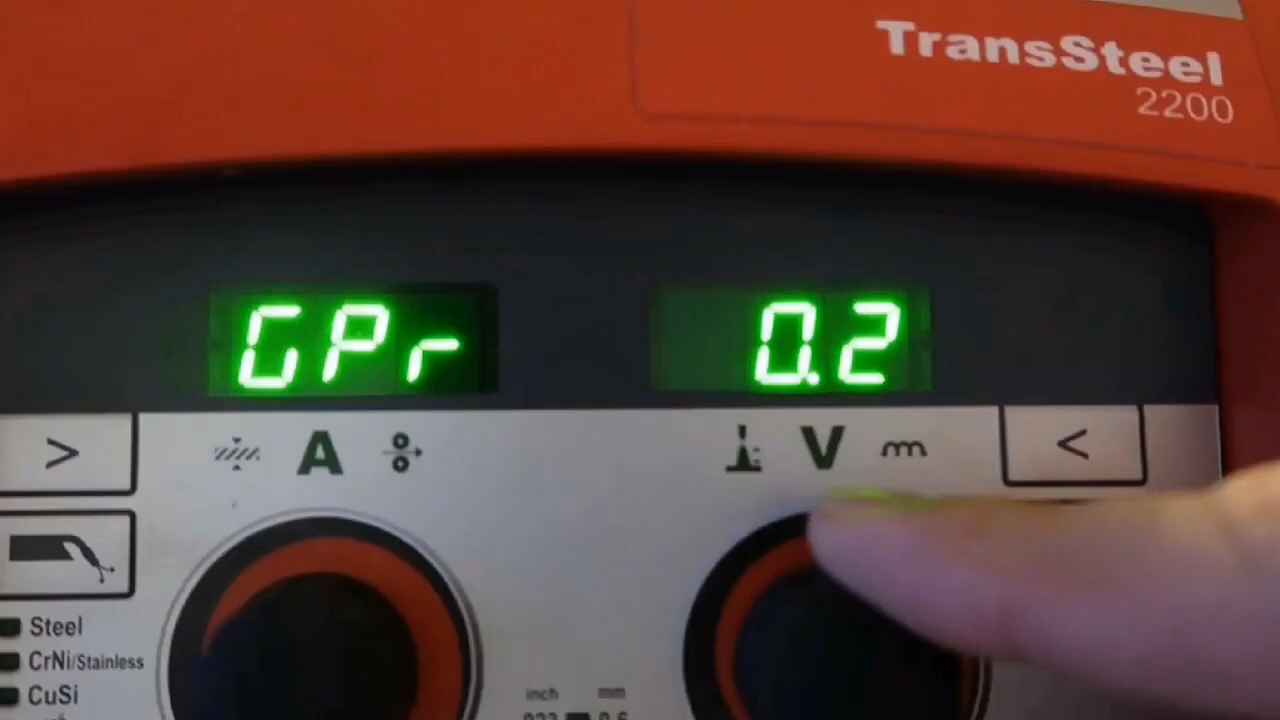 TransSteel
2200
GPr 0.2
> A V <
Steel
CrNi/Stainless
CuSi
inch mm